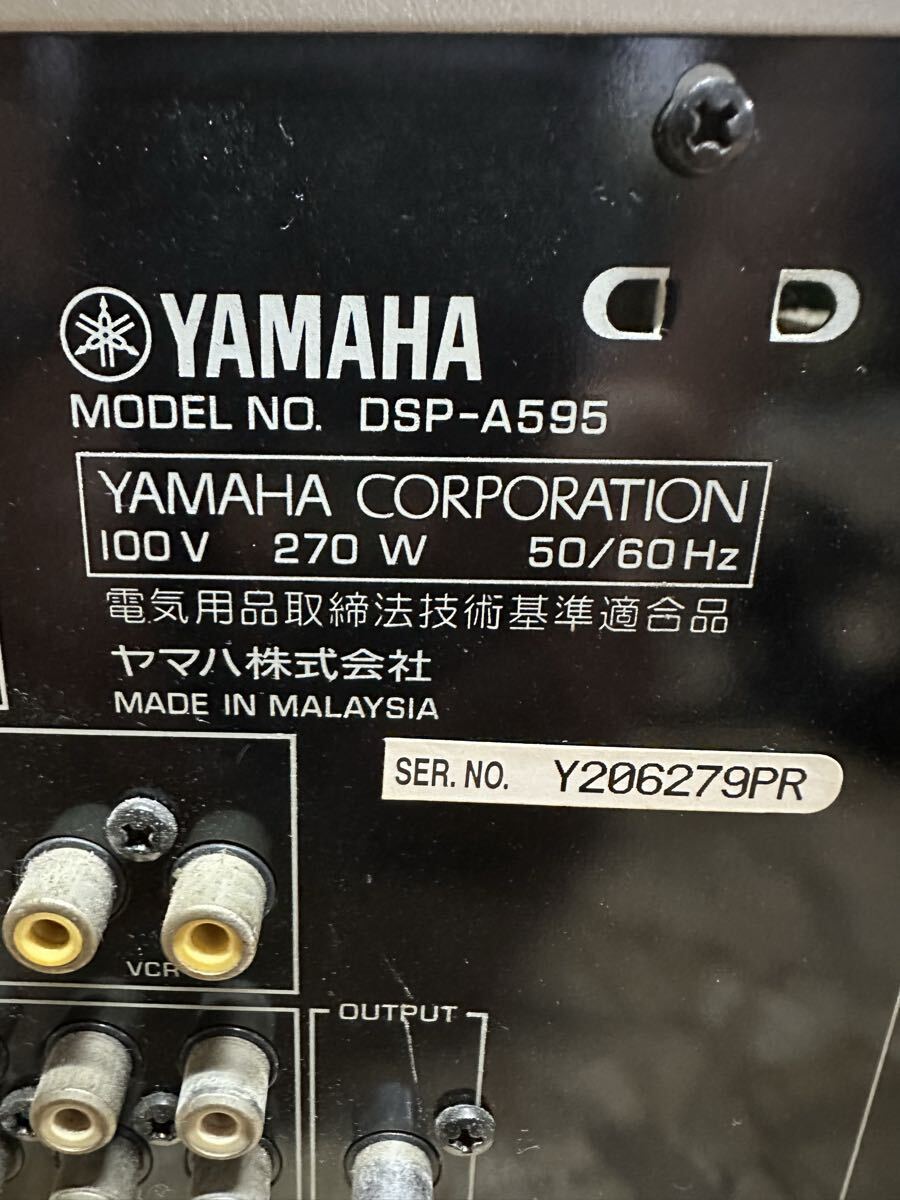 YAMAHA
MODEL NO. DSP-A595
YAMAHA CORPORATION
100V 270 W 50/60Hz
電気用品取締法技術基準適合品
ヤマハ株式会社
MADE IN MALAYSIA
SER. NO. Y206279PR
VCR
OUTPUT